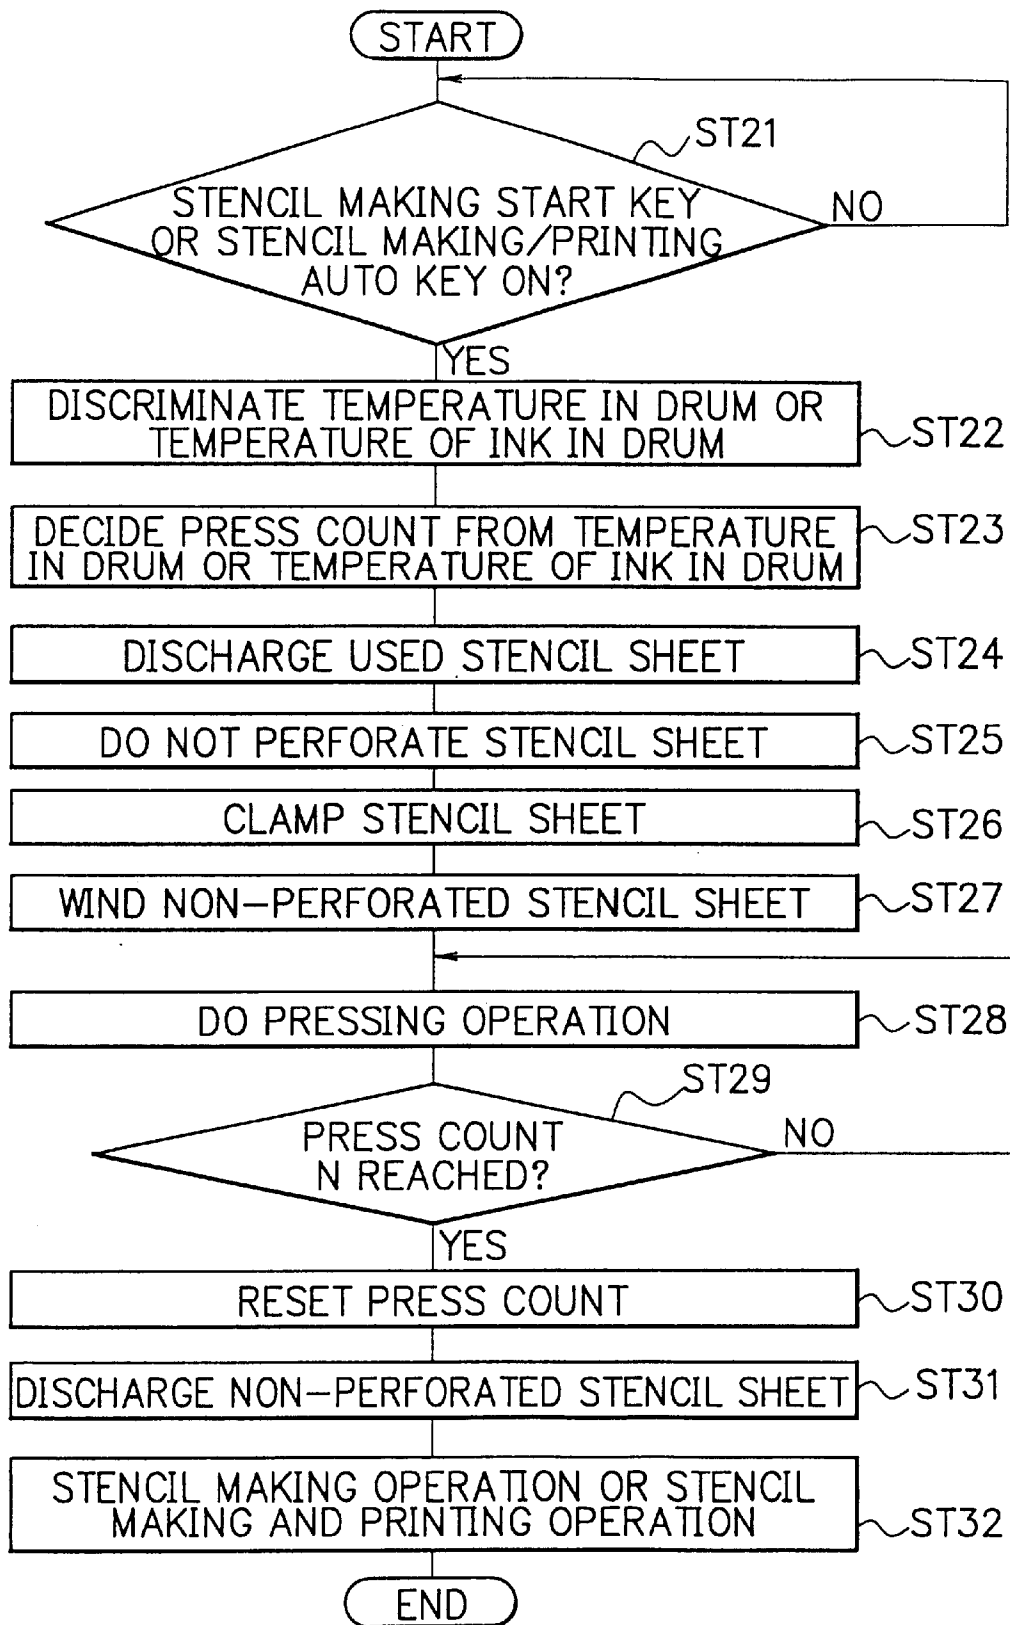 START
ST21
STENCIL MAKING START KEY
OR STENCIL MAKING/PRINTING
AUTO KEY ON?
NO
YES
DISCRIMINATE TEMPERATURE IN DRUM OR
TEMPERATURE OF INK IN DRUM
ST22
DECIDE PRESS COUNT FROM TEMPERATURE
IN DRUM OR TEMPERATURE OF INK IN DRUM
ST23
DISCHARGE USED STENCIL SHEET
ST24
DO NOT PERFORATE STENCIL SHEET
ST25
CLAMP STENCIL SHEET
ST26
WIND NON-PERFORATED STENCIL SHEET
ST27
DO PRESSING OPERATION
ST28
ST29
PRESS COUNT
N REACHED?
NO
YES
RESET PRESS COUNT
ST30
DISCHARGE NON-PERFORATED STENCIL SHEET
ST31
STENCIL MAKING OPERATION OR STENCIL
MAKING AND PRINTING OPERATION
ST32
END